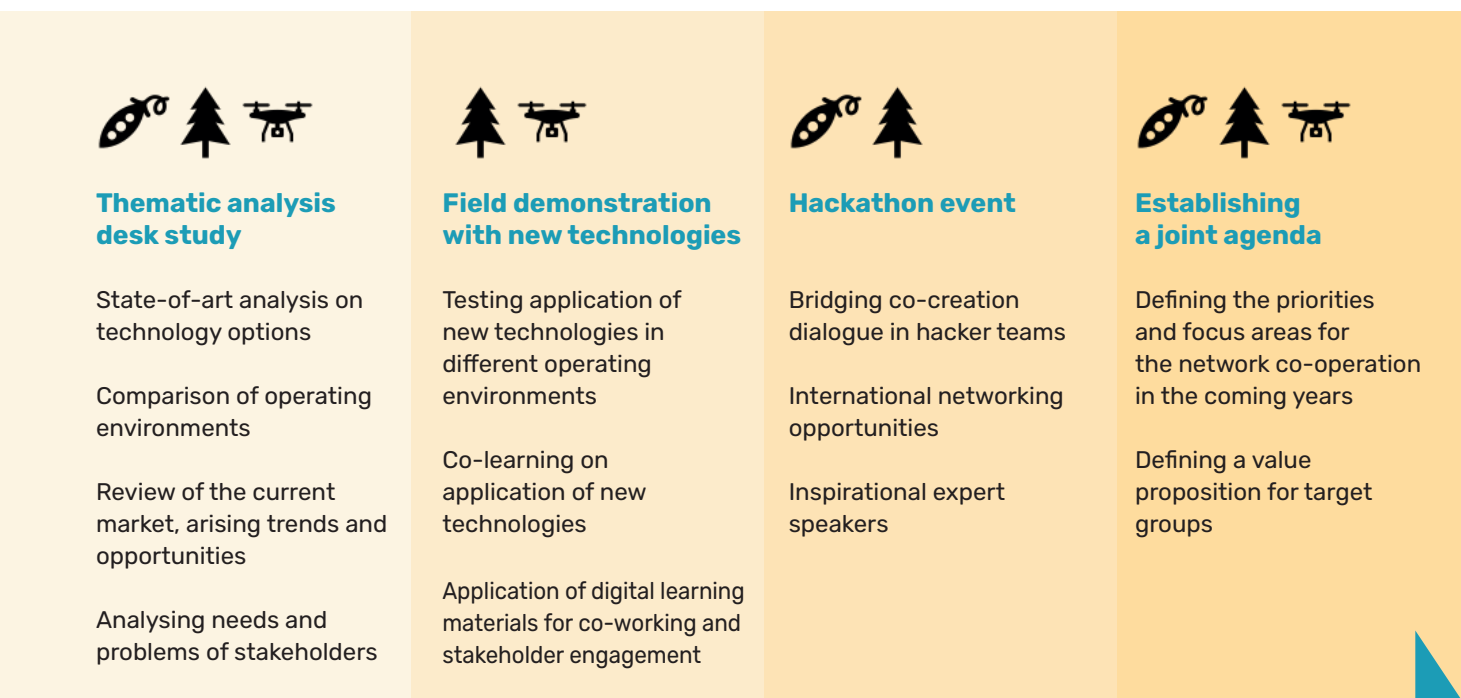 Thematic analysis
desk study
State-of-art analysis on
technology options
Comparison of operating
environments
Review of the current
market, arising trends and
opportunities
Analysing needs and
problems of stakeholders
Field demonstration
with new technologies
Testing application of
new technologies in
different operating
environments
Co-learning on
application of new
technologies
Application of digital learning
materials for co-working and
stakeholder engagement
Hackathon event
Bridging co-creation
dialogue in hacker teams
International networking
opportunities
Inspirational expert
speakers
Establishing
a joint agenda
Defining the priorities
and focus areas for
the network co-operation
in the coming years
Defining a value
proposition for target
groups